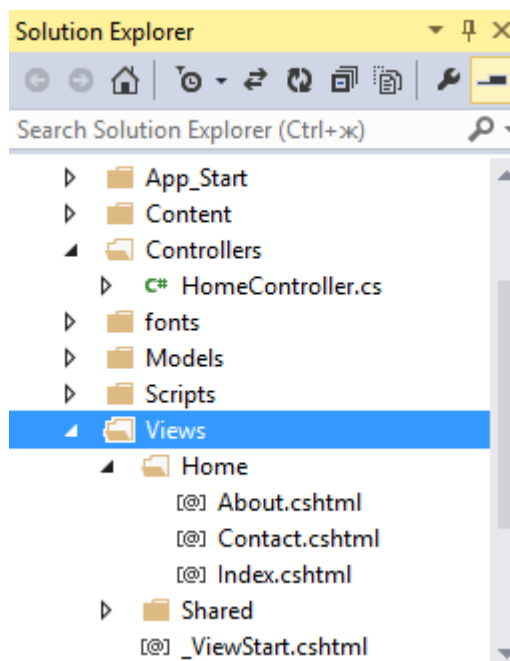 Solution Explorer
Search Solution Explorer (Ctrl+ж)
App_Start
Content
Controllers
C# HomeController.cs
fonts
Models
Scripts
Views
Home
[@] About.cshtml
[@] Contact.cshtml
[@] Index.cshtml
Shared
[@] _ViewStart.cshtml